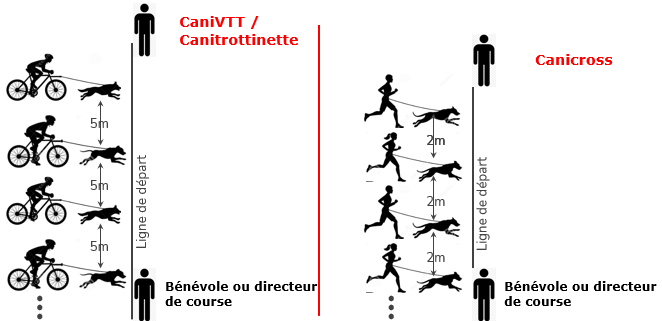 CaniVTT /
Canitrottinette
5m
5m
5m
Ligne de départ
Bénévole ou directeur
de course
Canicross
2m
2m
2m
Ligne de départ
Bénévole ou directeur
de course